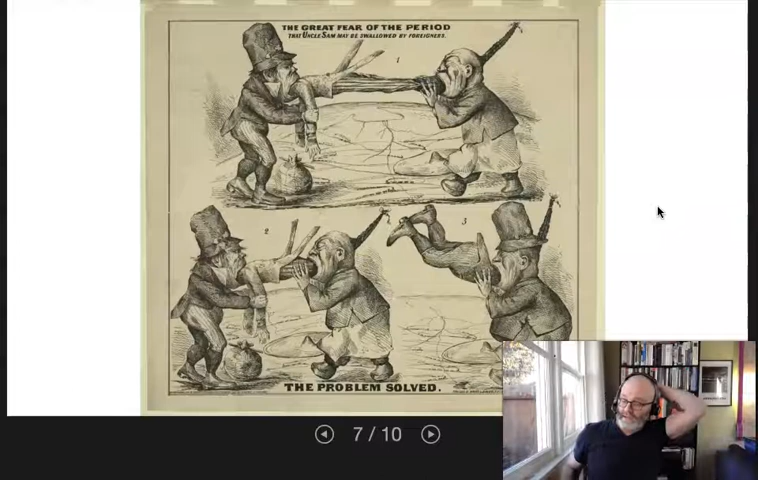 THE GREAT FEAR OF THE PERIOD
THAT UNCLE SAM MAY BE SWALLOWED BY FOREIGNERS.
1
2
3
THE PROBLEM SOLVED.
7 / 10